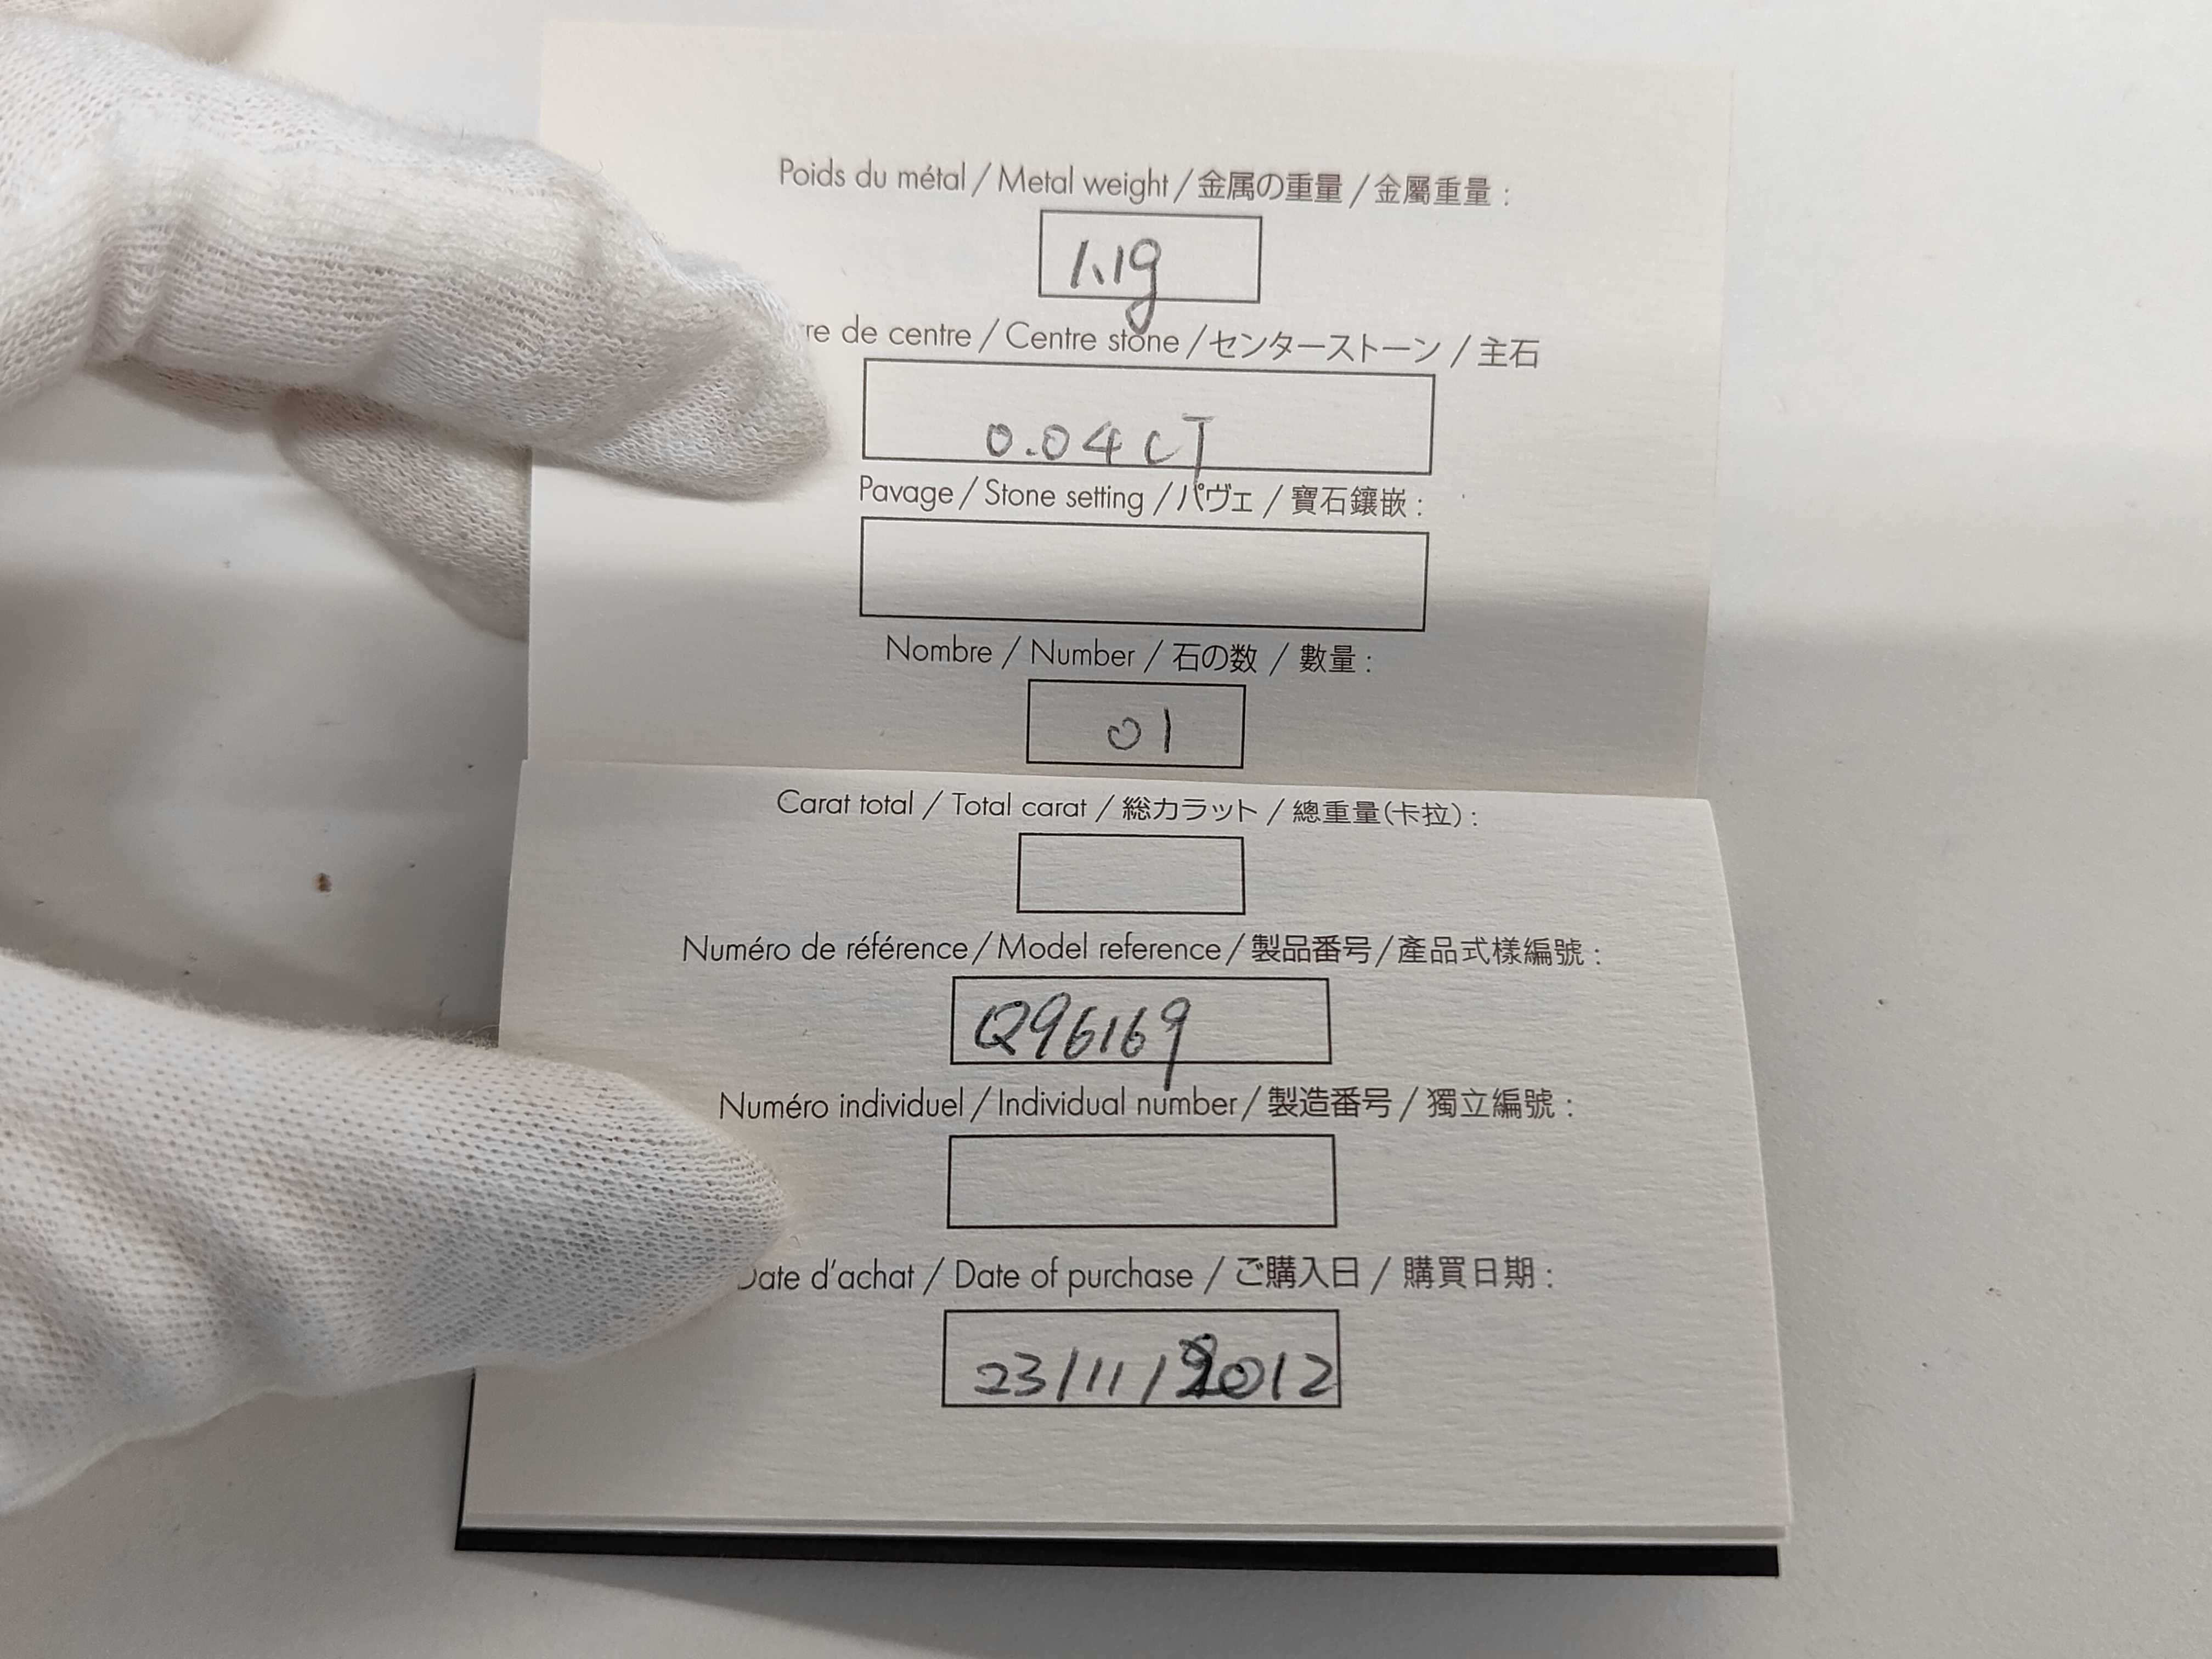 Poids du métal / Metal weight / 金属の重量 / 金屬重量 :
1.1g
re de centre / Centre stone / センターストーン / 主石
0.04 CT
Pavage / Stone setting / パヴェ / 寶石鑲嵌 :
Nombre / Number / 石の数 / 數量 :
01
Carat total / Total carat / 総カラット / 總重量(卡拉) :
Numéro de référence / Model reference / 製品番号 / 產品式樣編號 :
Q96169
Numéro individuel / Individual number / 製造番号 / 獨立編號 :
Date d'achat / Date of purchase / ご購入日 / 購買日期 :
23/11/2012